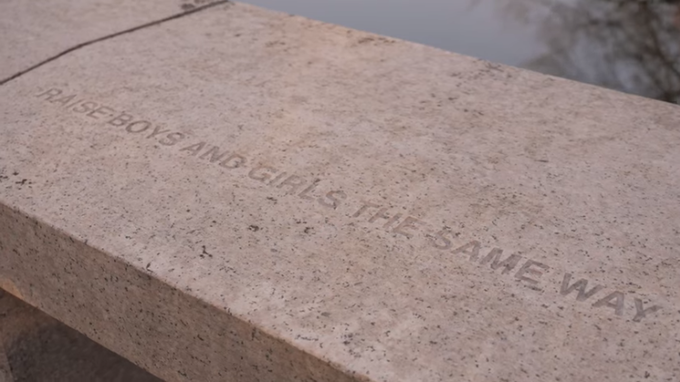 RAISE BOYS AND GIRLS THE SAME WAY